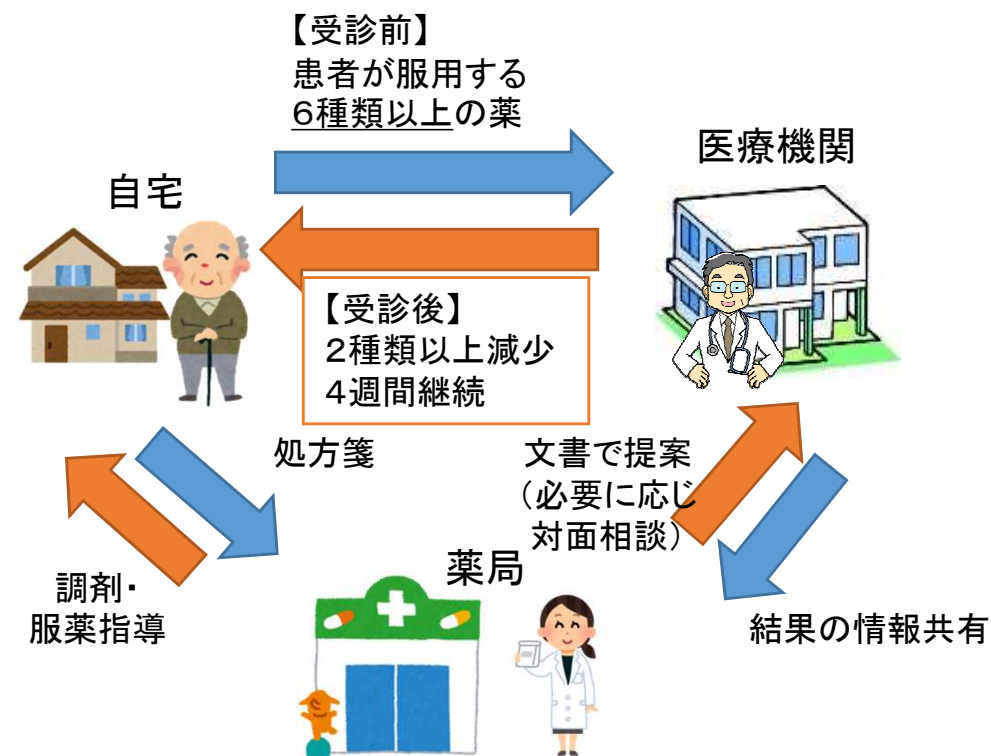 【受診前】
患者が服用する
6種類以上の薬
医療機関
自宅
【受診後】
2種類以上減少
4週間継続
処方箋
文書で提案
（必要に応じ
対面相談）
薬局
調剤・
服薬指導
結果の情報共有